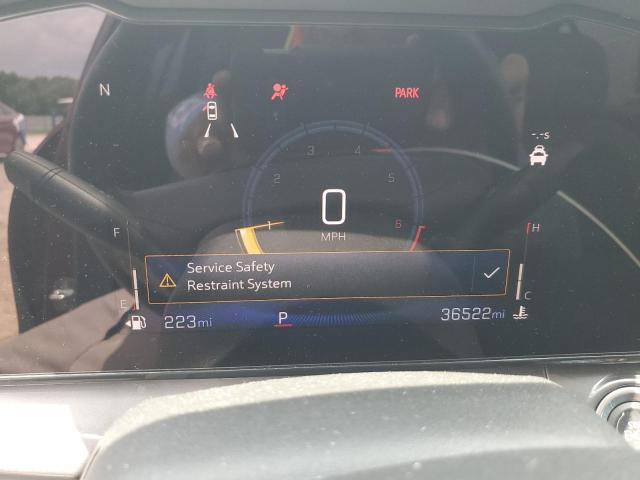 N
PARK
1 2 3 4 5 6
-.-s
0
MPH
F
H
Service Safety
Restraint System
E
C
223mi
P
36522mi